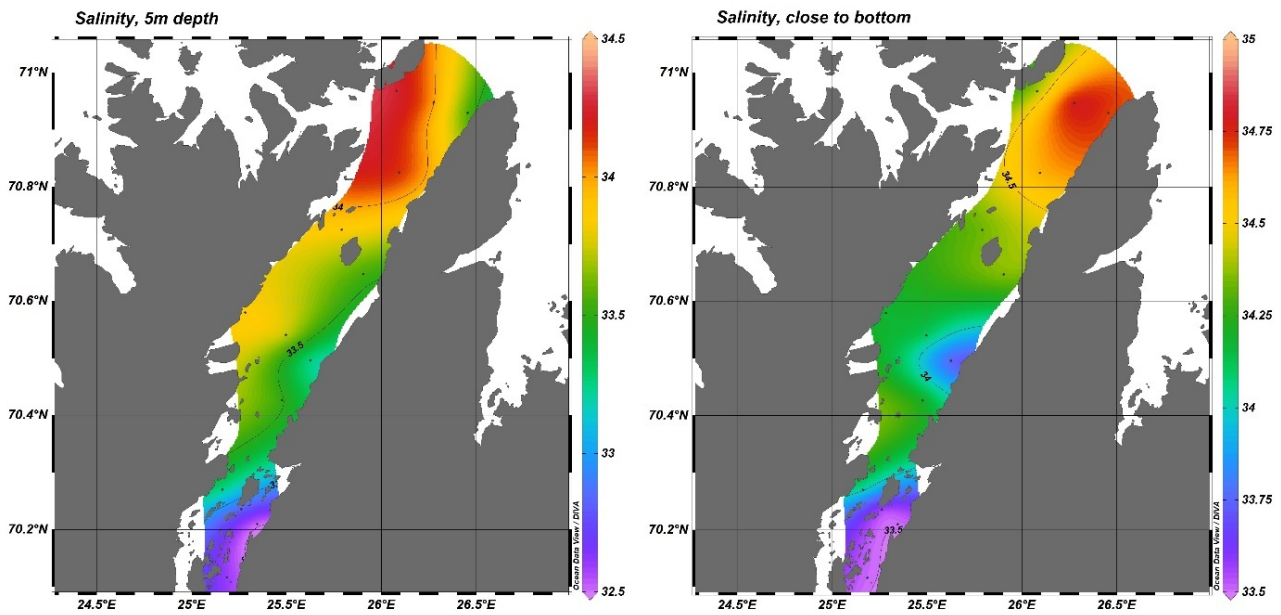 Salinity, 5m depth
71°N
70.8°N
70.6°N
70.4°N
70.2°N
24.5°E
25°E
25.5°E
26°E
26.5°E
34
33.5
34.5
34
33.5
33
32.5
Ocean Data View / DIVA
Salinity, close to bottom
71°N
70.8°N
70.6°N
70.4°N
70.2°N
24.5°E
25°E
25.5°E
26°E
26.5°E
34.5
34
33.5
35
34.75
34.5
34.25
34
33.75
33.5
Ocean Data View / DIVA